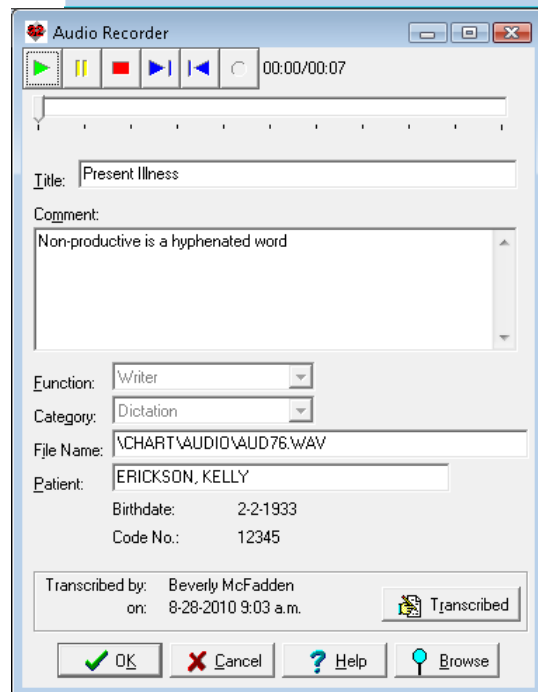 Audio Recorder
00:00/00:07
Title: Present Illness
Comment:
Non-productive is a hyphenated word
Function: Writer
Category: Dictation
File Name: \CHART\AUDIO\AUD76.WAV
Patient: ERICKSON, KELLY
Birthdate: 2-2-1933
Code No.: 12345
Transcribed by: Beverly McFadden
on: 8-28-2010 9:03 a.m.
Transcribed
OK Cancel Help Browse